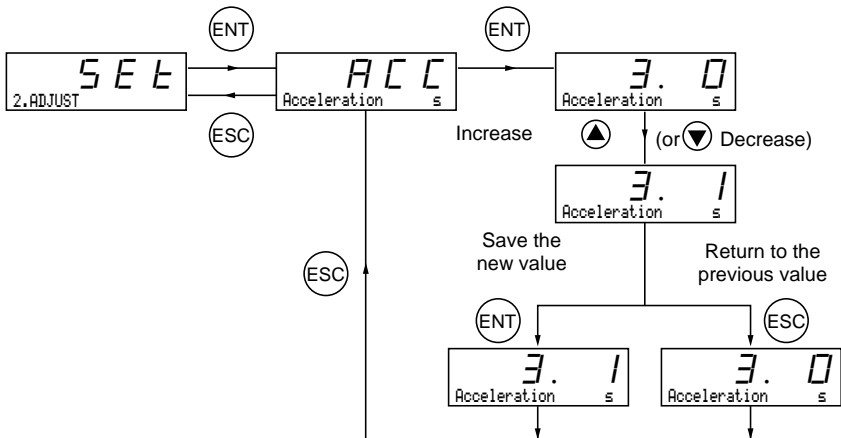 ENT
ENT
SEt
2.ADJUST
ACC
Acceleration s
3. 0
Acceleration s
ESC
Increase
(or Decrease)
3. 1
Acceleration s
Save the
new value
Return to the
previous value
ESC
ENT
ESC
3. 1
Acceleration s
3. 0
Acceleration s